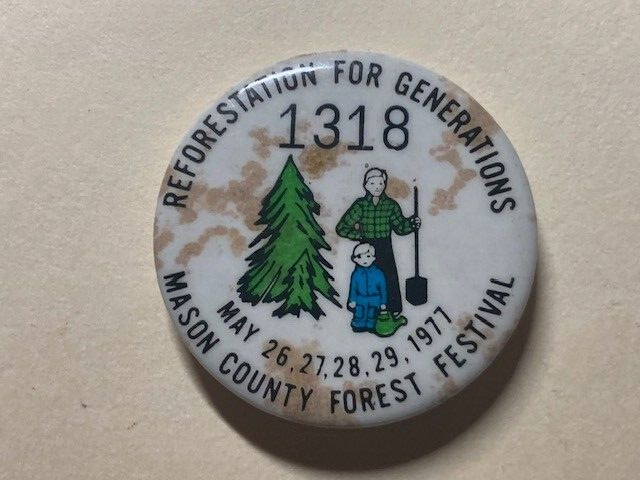 REFORESTATION FOR GENERATIONS
1318
MAY 26,27,28,29,1977
MASON COUNTY FOREST FESTIVAL